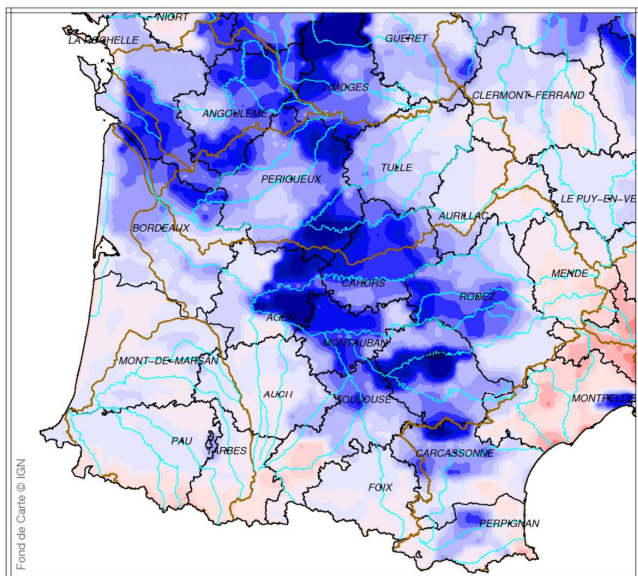 NIORT
LA ROCHELLE
GUERET
LIMOGES
CLERMONT-FERRAND
ANGOULEME
TULLE
PERIGUEUX
LE PUY-EN-VE
AURILLAC
BORDEAUX
MENDE
CAHORS
RODEZ
AGEN
MONTAUBAN
MONT-DE-MARSAN
AUCH
TOULOUSE
MONTPELLIE
PAU
TARBES
CARCASSONNE
FOIX
PERPIGNAN
Fond de Carte © IGN